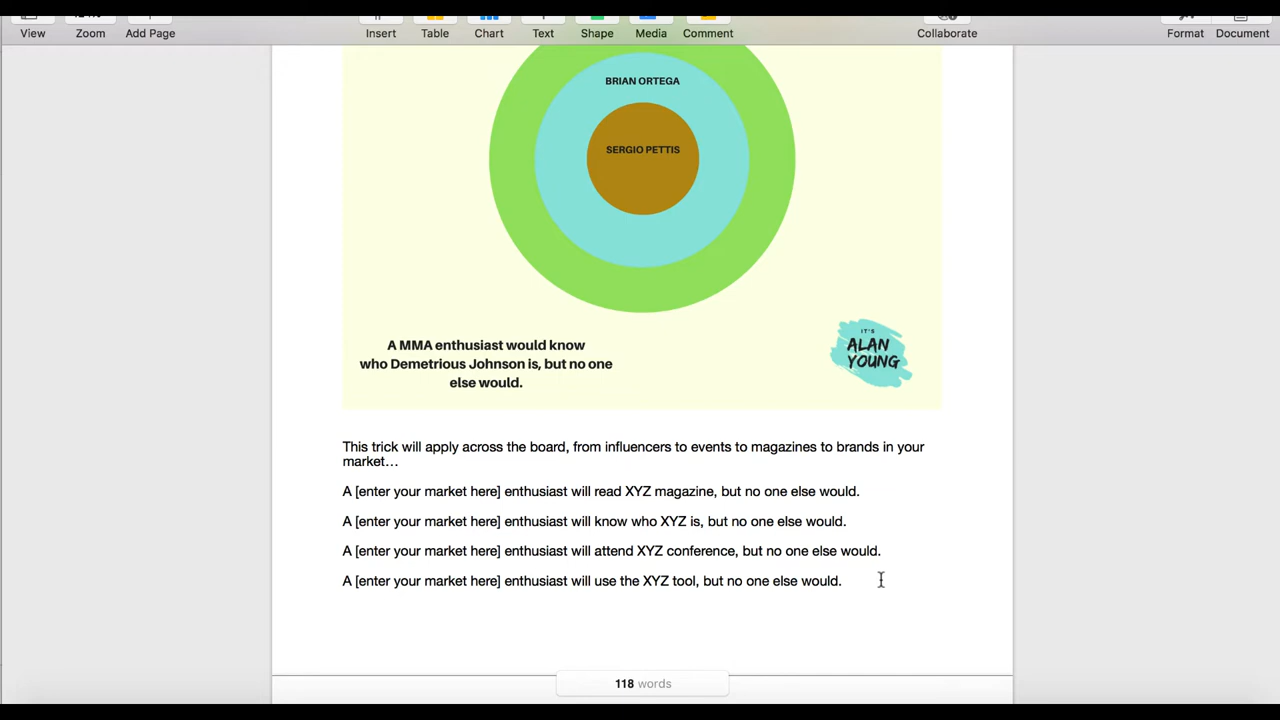 View Zoom Add Page Insert Table Chart Text Shape Media Comment Collaborate Format Document
BRIAN ORTEGA
SERGIO PETTIS
A MMA enthusiast would know
who Demetrious Johnson is, but no one
else would.
IT'S
ALAN
YOUNG
This trick will apply across the board, from influencers to events to magazines to brands in your
market…
A [enter your market here] enthusiast will read XYZ magazine, but no one else would.
A [enter your market here] enthusiast will know who XYZ is, but no one else would.
A [enter your market here] enthusiast will attend XYZ conference, but no one else would.
A [enter your market here] enthusiast will use the XYZ tool, but no one else would.
118 words